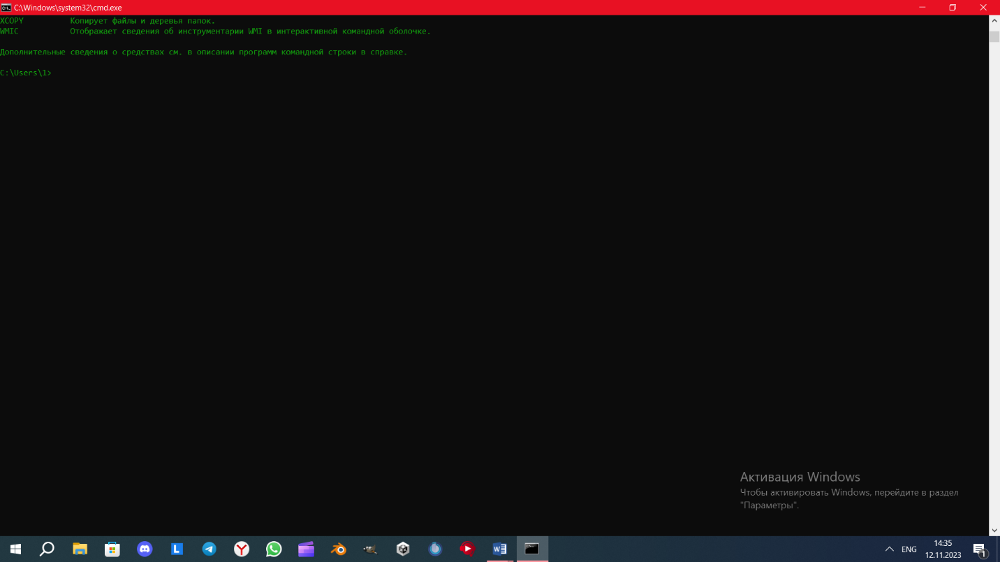 C:\Windows\system32\cmd.exe
XCOPY Копирует файлы и деревья папок.
WMIC Отображает сведения об инструментарии WMI в интерактивной командной оболочке.
Дополнительные сведения о средствах см. в описании программ командной строки в справке.
C:\Users\1>
Активация Windows
Чтобы активировать Windows, перейдите в раздел
"Параметры".
ENG
14:35
12.11.2023
1